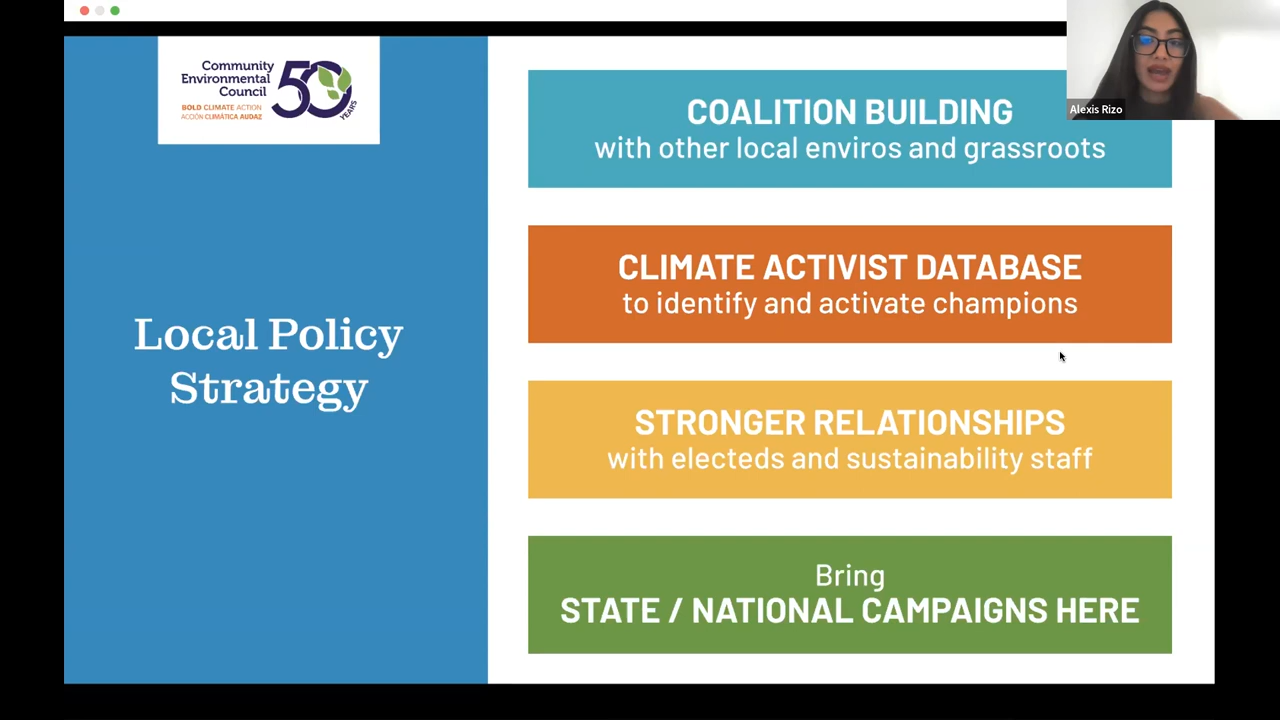 Community
Environmental
Council
50
YEARS
BOLD CLIMATE ACTION
ACCIÓN CLIMÁTICA AUDAZ
Local Policy
Strategy
COALITION BUILDING
with other local enviros and grassroots
CLIMATE ACTIVIST DATABASE
to identify and activate champions
STRONGER RELATIONSHIPS
with electeds and sustainability staff
Bring
STATE / NATIONAL CAMPAIGNS HERE
Alexis Rizo